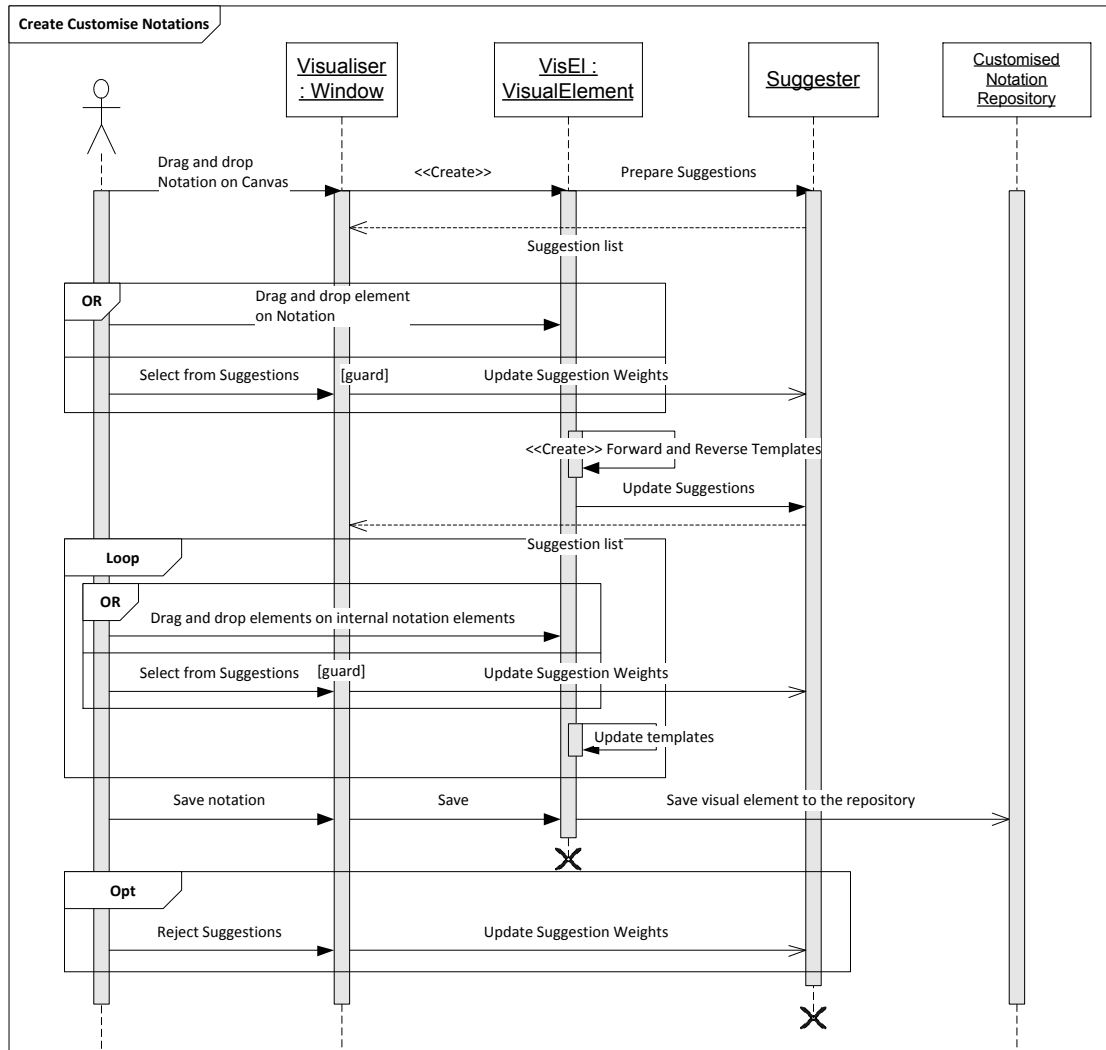 Create Customise Notations
Visualiser
: Window
VisEl :
VisualElement
Suggester
Customised
Notation
Repository
Drag and drop
Notation on Canvas
<<Create>>
Prepare Suggestions
Suggestion list
OR
Drag and drop element
on Notation
Select from Suggestions
[guard]
Update Suggestion Weights
<<Create>> Forward and Reverse Templates
Update Suggestions
Suggestion list
Loop
OR
Drag and drop elements on internal notation elements
Select from Suggestions
[guard]
Update Suggestion Weights
Update templates
Save notation
Save
Save visual element to the repository
Opt
Reject Suggestions
Update Suggestion Weights